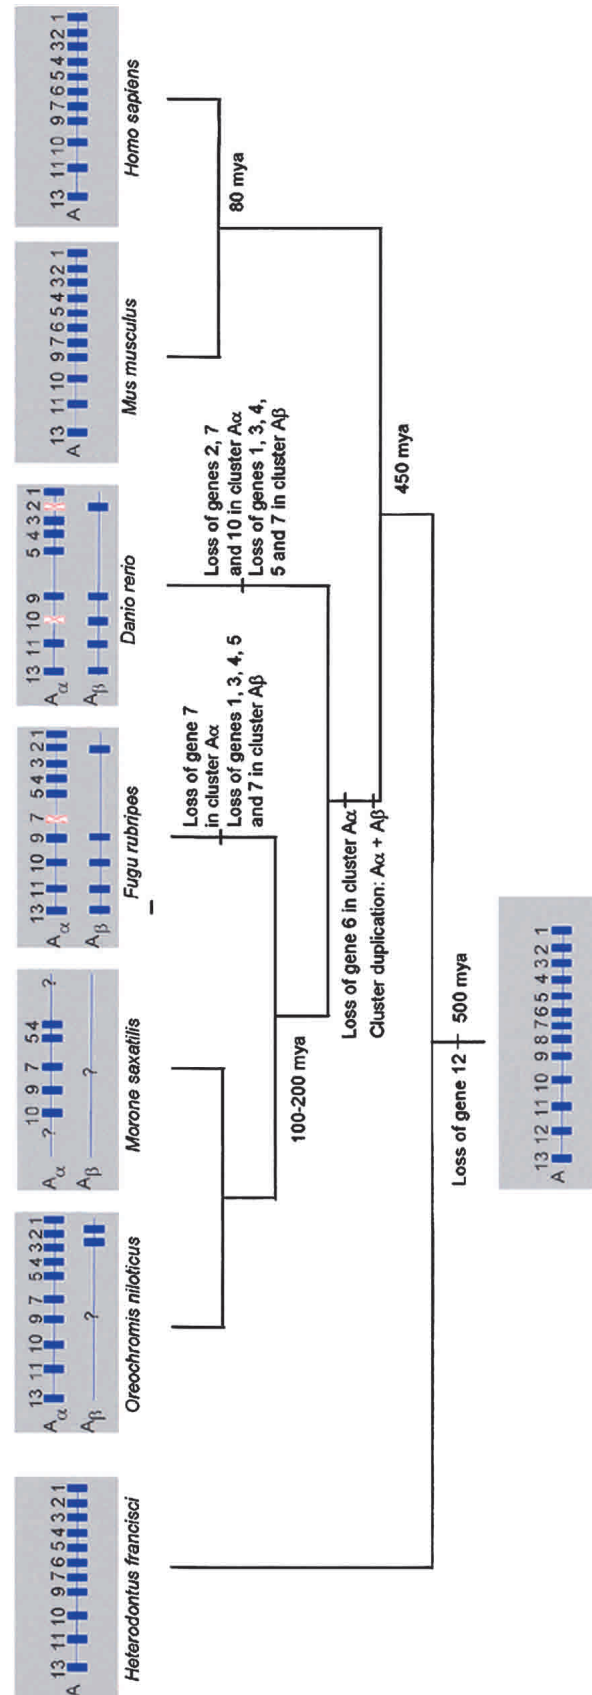 13 11 10 9 7 6 5 4 3 2 1
A
Heterodontus francisci
13 11 10 9 7 5 4 3 2 1
Aα
Aβ
?
Oreochromis niloticus
10 9 7 5 4
Aα
? ?
Aβ
?
Morone saxatilis
13 11 10 9 7 5 4 3 2 1
Aα
Aβ
Fugu rubripes
13 11 10 9 5 4 3 2 1
Aα
Aβ
Danio rerio
13 11 10 9 7 6 5 4 3 2 1
A
Mus musculus
13 11 10 9 7 6 5 4 3 2 1
A
Homo sapiens
Loss of gene 7
in cluster Aα
Loss of genes 1, 3, 4, 5
and 7 in cluster Aβ
Loss of genes 2, 7
and 10 in cluster Aα
Loss of genes 1, 3, 4,
5 and 7 in cluster Aβ
80 mya
100-200 mya
Loss of gene 6 in cluster Aα
Cluster duplication: Aα + Aβ
450 mya
Loss of gene 12
500 mya
13 12 11 10 9 8 7 6 5 4 3 2 1
A